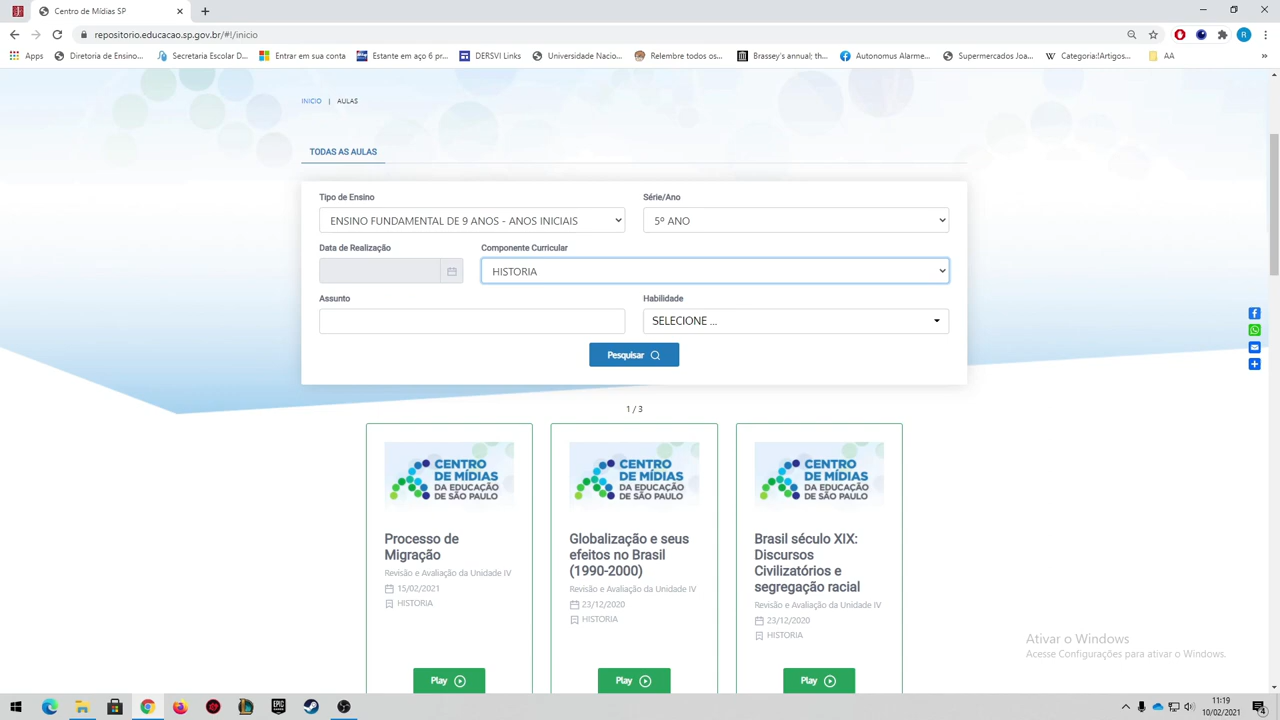 Centro de Mídias SP
repositorio.educacao.sp.gov.br/#!/inicio
Apps
Diretoria de Ensino...
Secretaria Escolar D...
Entrar em sua conta
Estante em aço 6 pr...
DERSVI Links
Universidade Nacio...
Relembre todos os...
Brassey's annual; th...
Autonomus Alarme...
Supermercados Joa...
Categoria:!Artigos...
AA
INICIO | AULAS
TODAS AS AULAS
Tipo de Ensino
Série/Ano
ENSINO FUNDAMENTAL DE 9 ANOS - ANOS INICIAIS
5º ANO
Data de Realização
Componente Curricular
HISTORIA
Assunto
Habilidade
SELECIONE ...
Pesquisar
1 / 3
CENTRO
DE MÍDIAS
DA EDUCAÇÃO
DE SÃO PAULO
Processo de
Migração
Revisão e Avaliação da Unidade IV
15/02/2021
HISTORIA
Play
CENTRO
DE MÍDIAS
DA EDUCAÇÃO
DE SÃO PAULO
Globalização e seus
efeitos no Brasil
(1990-2000)
Revisão e Avaliação da Unidade IV
23/12/2020
HISTORIA
Play
CENTRO
DE MÍDIAS
DA EDUCAÇÃO
DE SÃO PAULO
Brasil século XIX:
Discursos
Civilizatórios e
segregação racial
Revisão e Avaliação da Unidade IV
23/12/2020
HISTORIA
Play
Ativar o Windows
Acesse Configurações para ativar o Windows.
11:19
10/02/2021